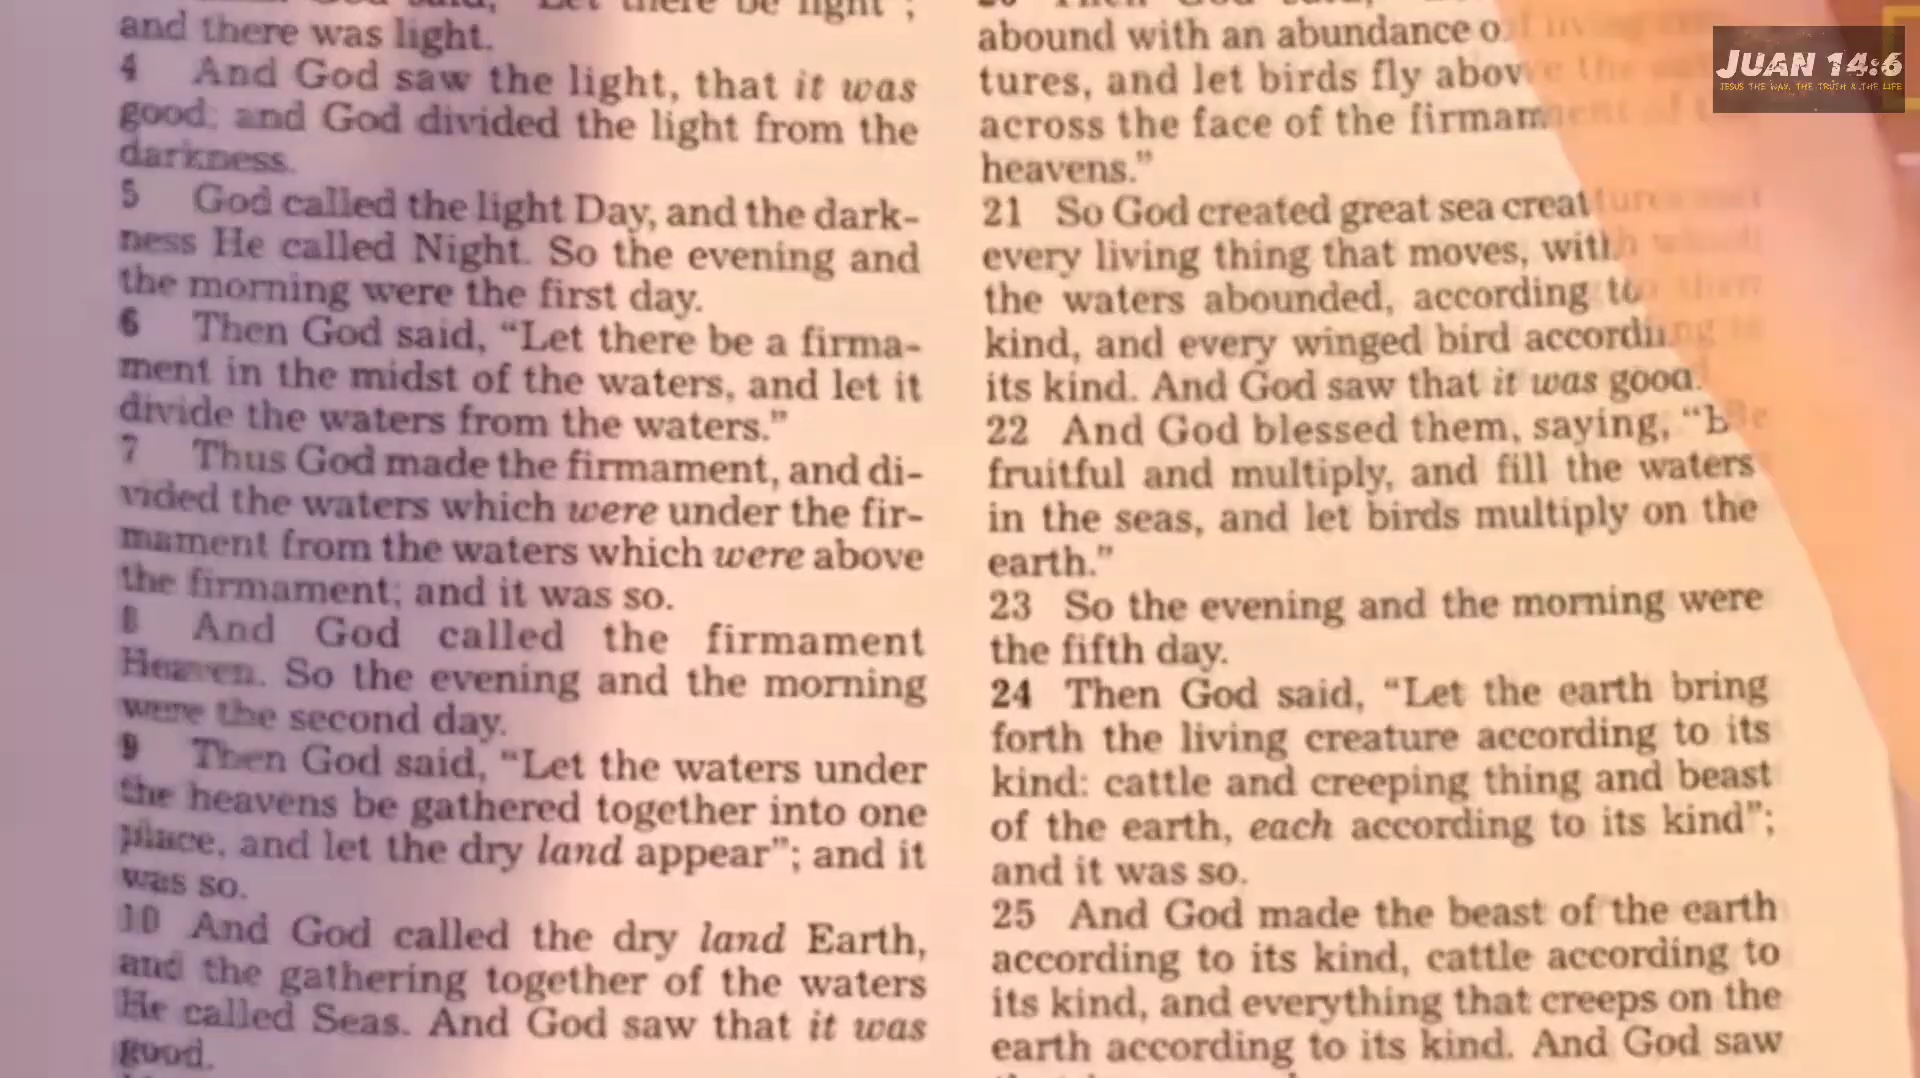 and there was light.
4 And God saw the light, that it was
good; and God divided the light from the
darkness.
5 God called the light Day, and the dark-
ness He called Night. So the evening and
the morning were the first day.
6 Then God said, “Let there be a firma-
ment in the midst of the waters, and let it
divide the waters from the waters.”
7 Thus God made the firmament, and di-
vided the waters which were under the fir-
mament from the waters which were above
the firmament; and it was so.
8 And God called the firmament
Heaven. So the evening and the morning
were the second day.
9 Then God said, “Let the waters under
the heavens be gathered together into one
place, and let the dry land appear”; and it
was so.
10 And God called the dry land Earth,
and the gathering together of the waters
He called Seas. And God saw that it was
good.
abound with an abundance of living
tures, and let birds fly above the
across the face of the firmament of
heavens.”
21 So God created great sea creatures
every living thing that moves, with which
the waters abounded, according to their
kind, and every winged bird according
its kind. And God saw that it was good.
22 And God blessed them, saying, “Be
fruitful and multiply, and fill the waters
in the seas, and let birds multiply on the
earth.”
23 So the evening and the morning were
the fifth day.
24 Then God said, “Let the earth bring
forth the living creature according to its
kind: cattle and creeping thing and beast
of the earth, each according to its kind”;
and it was so.
25 And God made the beast of the earth
according to its kind, cattle according to
its kind, and everything that creeps on the
earth according to its kind. And God saw
JUAN 14:6
JESUS THE WAY, THE TRUTH & THE LIFE